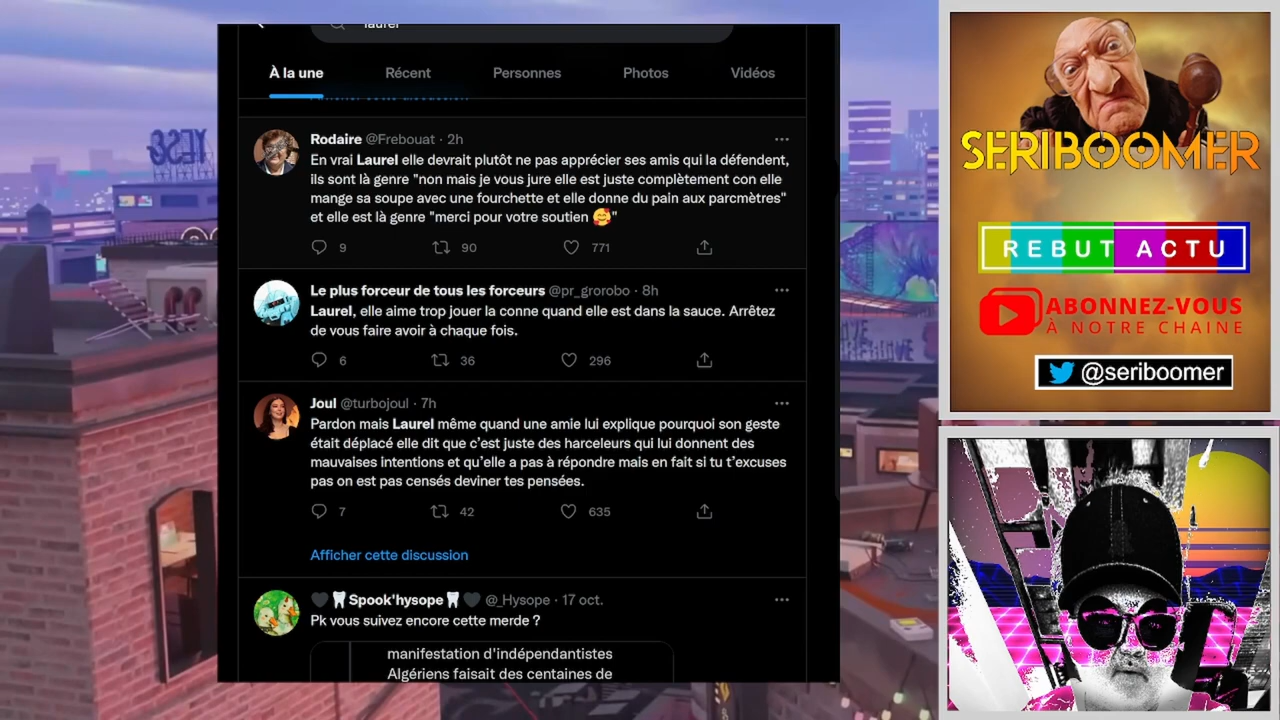 laurel
À la une
Récent
Personnes
Photos
Vidéos
Rodaire @Frebouat · 2h
En vrai Laurel elle devrait plutôt ne pas apprécier ses amis qui la défendent,
ils sont là genre "non mais je vous jure elle est juste complètement con elle
mange sa soupe avec une fourchette et elle donne du pain aux parcmètres"
et elle est là genre "merci pour votre soutien 🥰"
9 90 771
Le plus forceur de tous les forceurs @pr_grorobo · 8h
Laurel, elle aime trop jouer la conne quand elle est dans la sauce. Arrêtez
de vous faire avoir à chaque fois.
6 36 296
Joul @turbojoul · 7h
Pardon mais Laurel même quand une amie lui explique pourquoi son geste
était déplacé elle dit que c'est juste des harceleurs qui lui donnent des
mauvaises intentions et qu'elle a pas à répondre mais en fait si tu t'excuses
pas on est pas censés deviner tes pensées.
7 42 635
Afficher cette discussion
🖤🦷Spook'hysope🦷🖤 @_Hysope · 17 oct.
Pk vous suivez encore cette merde ?
manifestation d'indépendantistes
Algériens faisait des centaines de
SERIBOOMER
REBUT ACTU
ABONNEZ-VOUS
À NOTRE CHAINE
@seriboomer